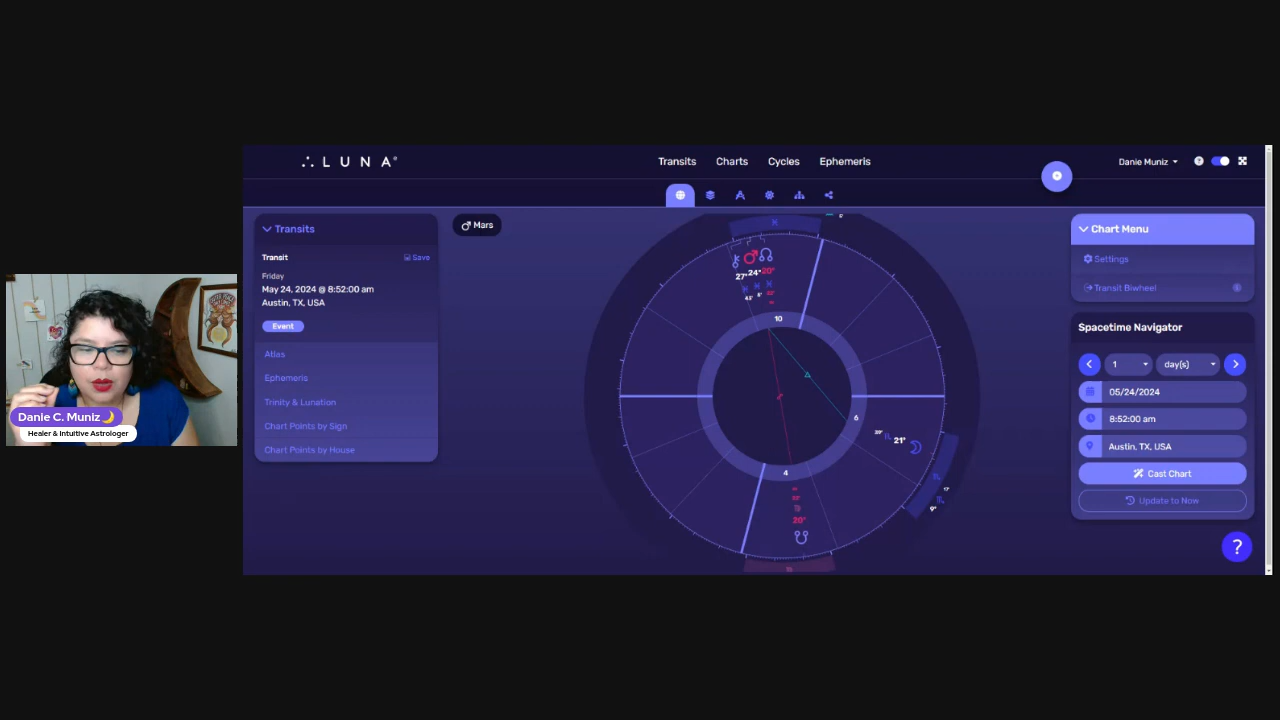 LUNA
Transits Charts Cycles Ephemeris
Danie Muniz
Transits
Transit
Save
Friday
May 24, 2024 @ 8:52:00 am
Austin, TX, USA
Event
Atlas
Ephemeris
Trinity & Lunation
Chart Points by Sign
Chart Points by House
Mars
27° 24° 20°
10
6
21°
4
20°
9°
Chart Menu
Settings
Transit Biwheel
Spacetime Navigator
1 day(s)
05/24/2024
8:52:00 am
Austin, TX, USA
Cast Chart
Update to Now
?
Danie C. Muniz 🌙
Healer & Intuitive Astrologer